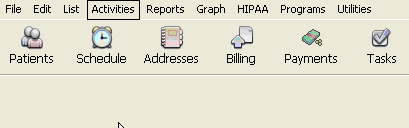 File Edit List Activities Reports Graph HIPAA Programs Utilities
Patients Schedule Addresses Billing Payments Tasks